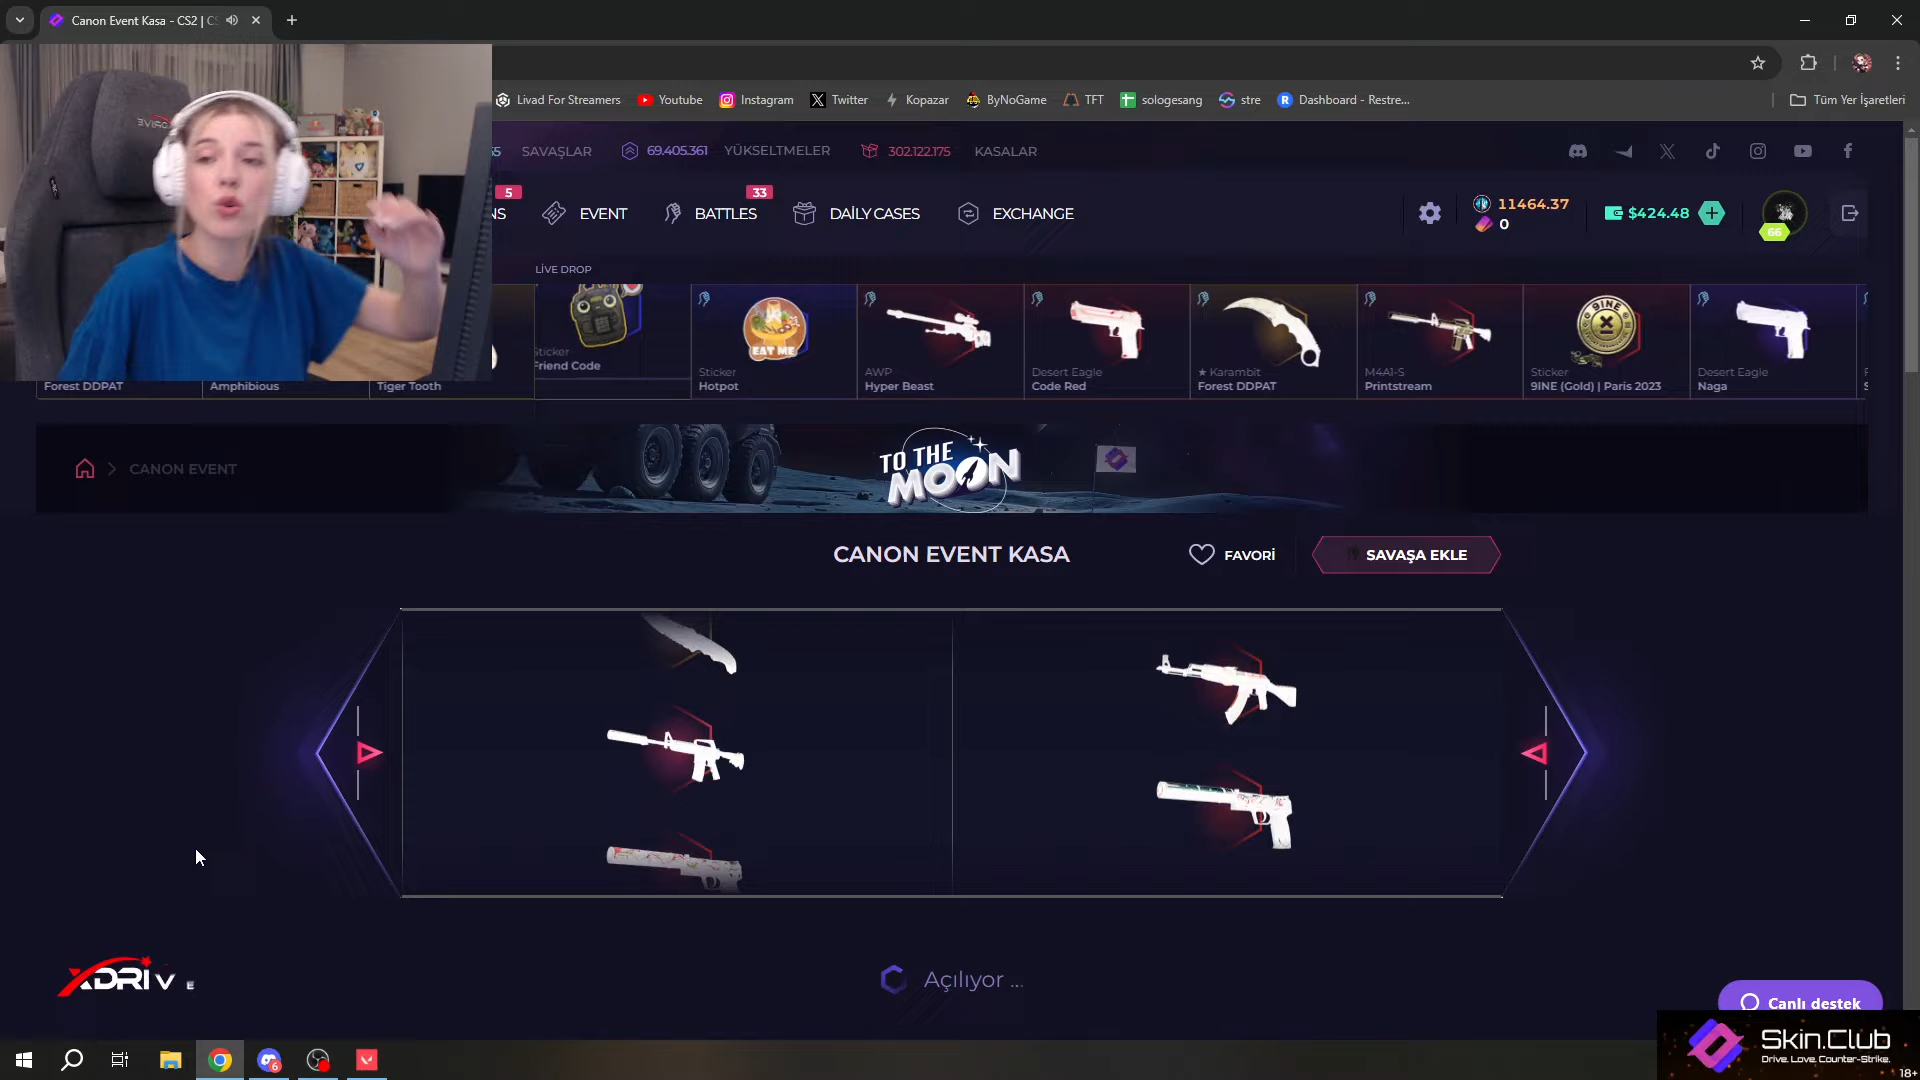 Canon Event Kasa - CS2 | CS
Livad For Streamers
Youtube
Instagram
Twitter
Kopazar
ByNoGame
TFT
sologesang
stre
Dashboard - Restre...
Tüm Yer İşaretleri
SAVAŞLAR
69.405.361 YÜKSELTMELER
302.122.175 KASALAR
5
NS
EVENT
33
BATTLES
DAİLY CASES
EXCHANGE
11464.37
0
$424.48
66
LİVE DROP
Forest DDPAT
Amphibious
Tiger Tooth
Sticker
Friend Code
EAT ME
Sticker
Hotpot
AWP
Hyper Beast
Desert Eagle
Code Red
★ Karambit
Forest DDPAT
M4A1-S
Printstream
9INE
Sticker
9INE (Gold) | Paris 2023
Desert Eagle
Naga
CANON EVENT
TO THE
MOON
CANON EVENT KASA
FAVORİ
SAVAŞA EKLE
XDRIVE
Açılıyor ...
Canlı destek
6
Skin.Club
Drive. Love. Counter-Strike.
18+